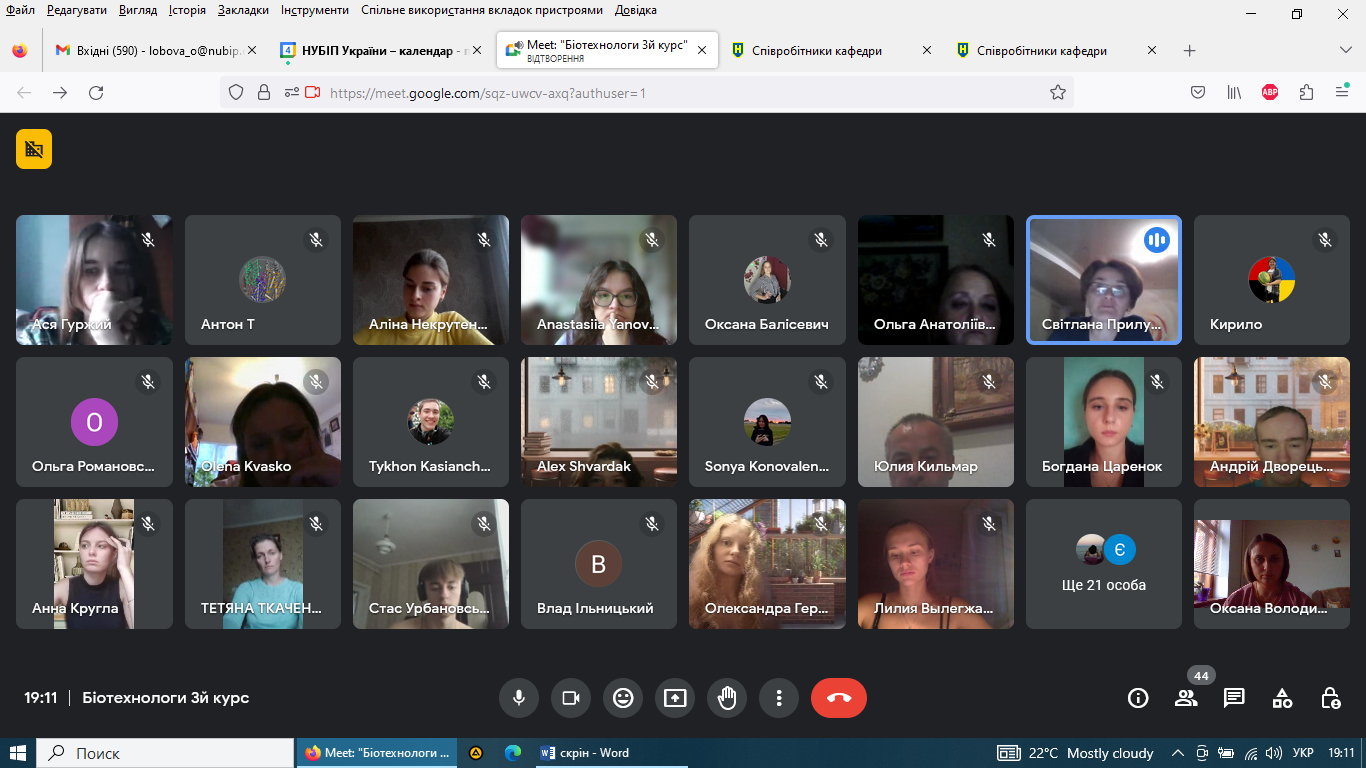 Файл Редагувати Вигляд Історія Закладки Інструменти Спільне використання вкладок пристроями Довідка
Вхідні (590) - lobova_o@nubip.
НУБІП України – календар -
Meet: "Біотехнологи 3й курс"
ВІДТВОРЕННЯ
Співробітники кафедри
Співробітники кафедри
https://meet.google.com/sqz-uwcv-axq?authuser=1
ABP
Ася Гуржий
Антон Т
Аліна Некрутен...
Anastasiia Yanov...
Оксана Балісевич
Ольга Анатоліїв...
Світлана Прилу...
Кирило
О
Ольга Романовс...
Olena Kvasko
Tykhon Kasianch...
Alex Shvardak
Sonya Konovalen...
Юлия Кильмар
Богдана Царенок
Андрій Дворець...
Анна Кругла
ТЕТЯНА ТКАЧЕН...
Стас Урбановсь...
В
Влад Ільницький
Олександра Гер...
Лилия Вылегжа...
Є
Ще 21 особа
Оксана Володи...
19:11 | Біотехнологи 3й курс
44
Поиск
Meet: "Біотехнологи ...
скрін - Word
22°C Mostly cloudy
УКР
19:11